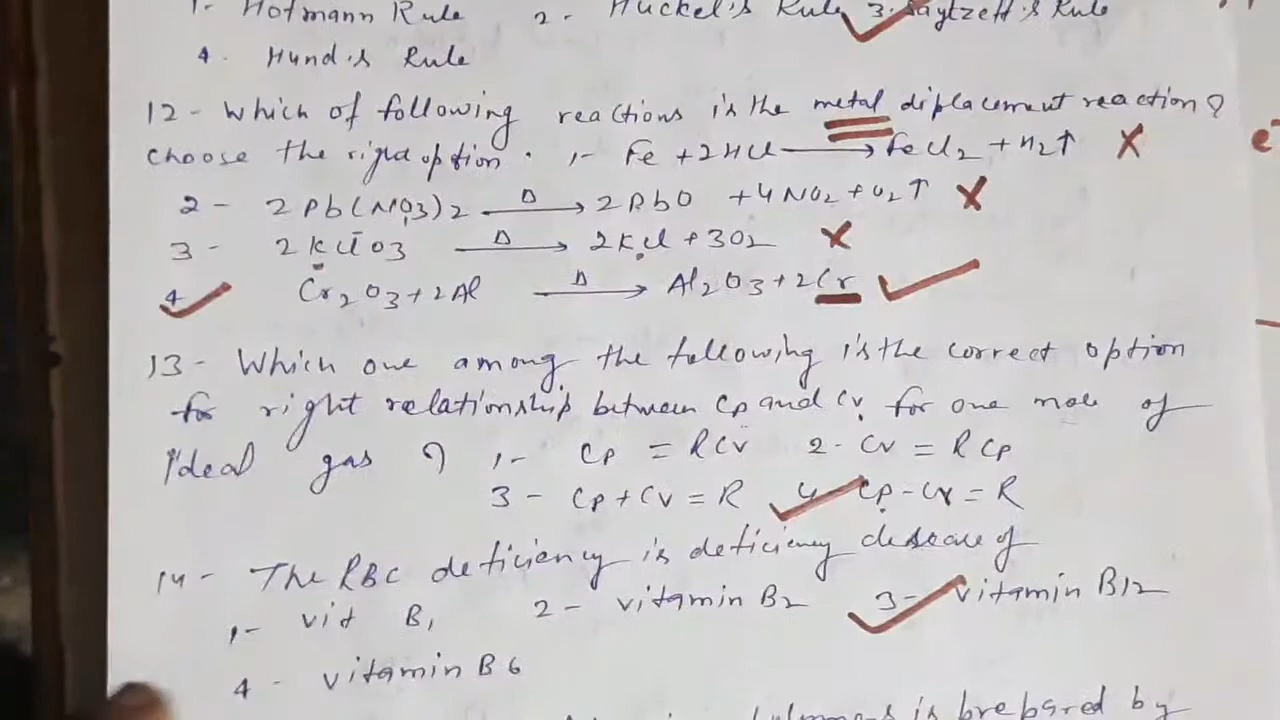 1- Hofmann Rule 2- Huckel's Rule 3. Saytzeff's Rule
4. Hund's Rule
12- Which of following reactions is the metal displacement reaction?
choose the right option. 1- Fe + 2HCl → FeCl2 + H2↑
2- 2Pb(NO3)2 Δ→ 2PbO + 4NO2 + O2↑
3- 2KClO3 Δ→ 2KCl + 3O2
4 Cr2O3 + 2Al Δ→ Al2O3 + 2Cr
13- Which one among the following is the correct option
for right relationship between Cp and Cv for one mole of
ideal gas? 1- Cp = RCv 2- Cv = RCp
3- Cp + Cv = R 4 Cp - Cv = R
14- The RBC deficiency is deficiency disease of
1- vit B1 2- vitamin B2 3- vitamin B12
4- vitamin B6
is prepared by